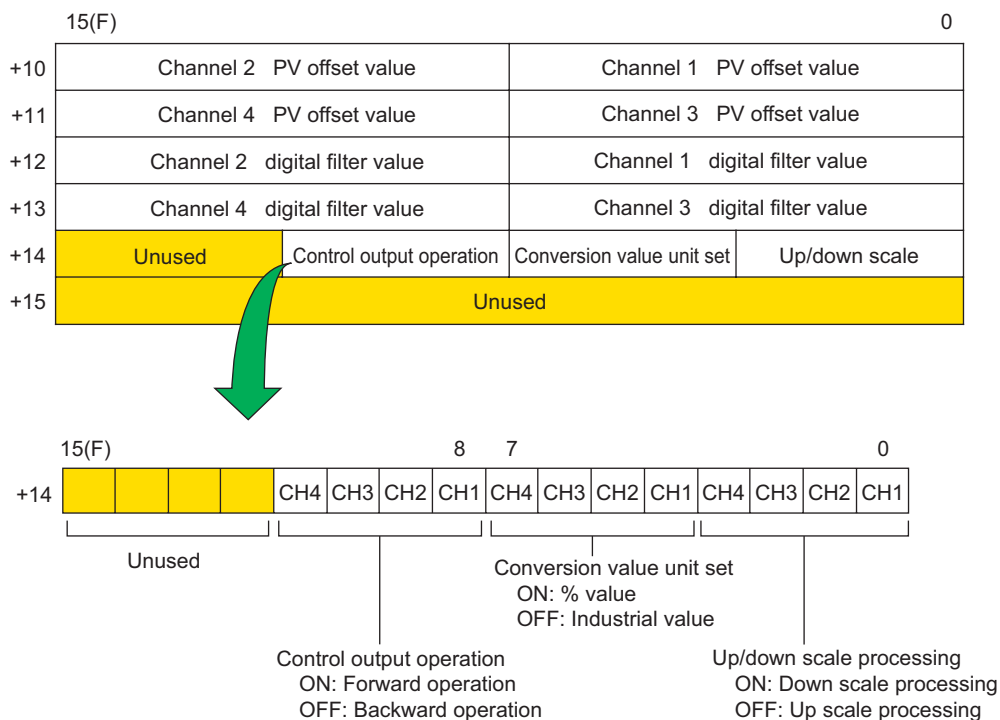 15(F) 0
+10 Channel 2 PV offset value Channel 1 PV offset value
+11 Channel 4 PV offset value Channel 3 PV offset value
+12 Channel 2 digital filter value Channel 1 digital filter value
+13 Channel 4 digital filter value Channel 3 digital filter value
+14 Unused Control output operation Conversion value unit set Up/down scale
+15 Unused
15(F) 8 7 0
+14 CH4 CH3 CH2 CH1 CH4 CH3 CH2 CH1 CH4 CH3 CH2 CH1
Unused
Conversion value unit set
ON: % value
OFF: Industrial value
Control output operation
ON: Forward operation
OFF: Backward operation
Up/down scale processing
ON: Down scale processing
OFF: Up scale processing